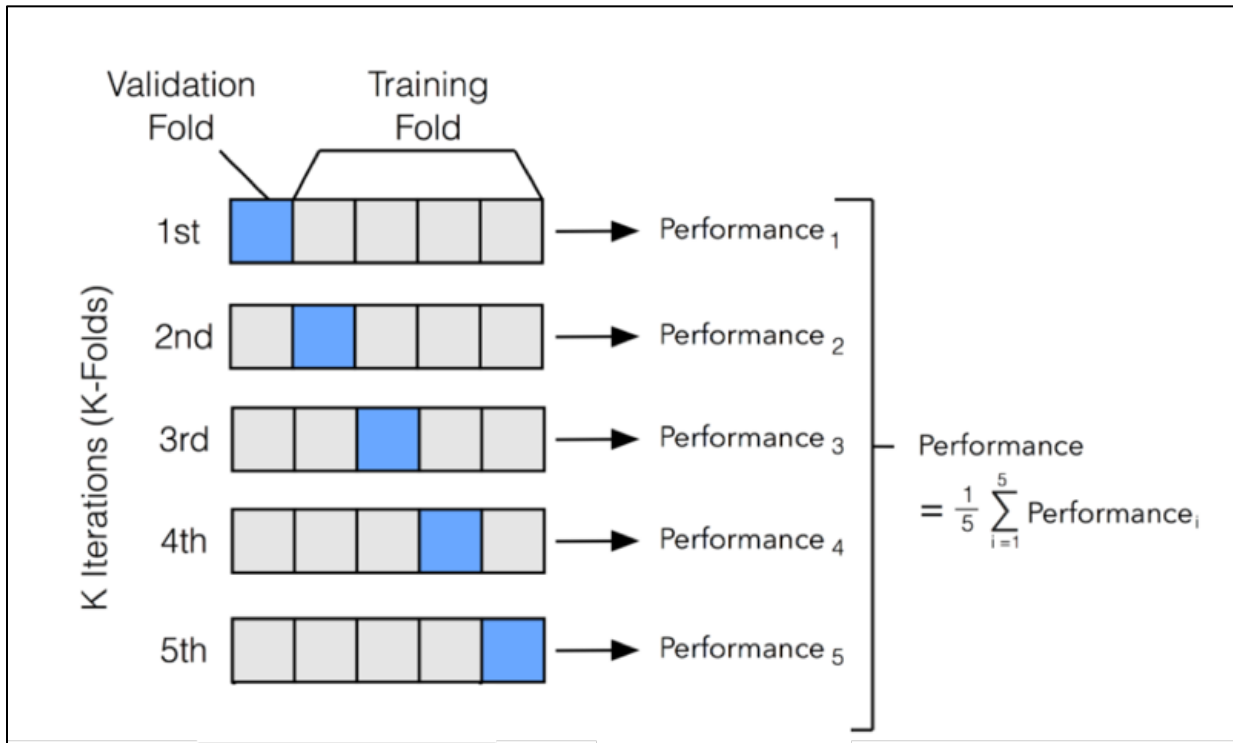 Validation
Fold
Training
Fold
K Iterations (K-Folds)
1st
Performance 1
2nd
Performance 2
3rd
Performance 3
4th
Performance 4
5th
Performance 5
Performance
= 1/5 5∑i=1 Performancei